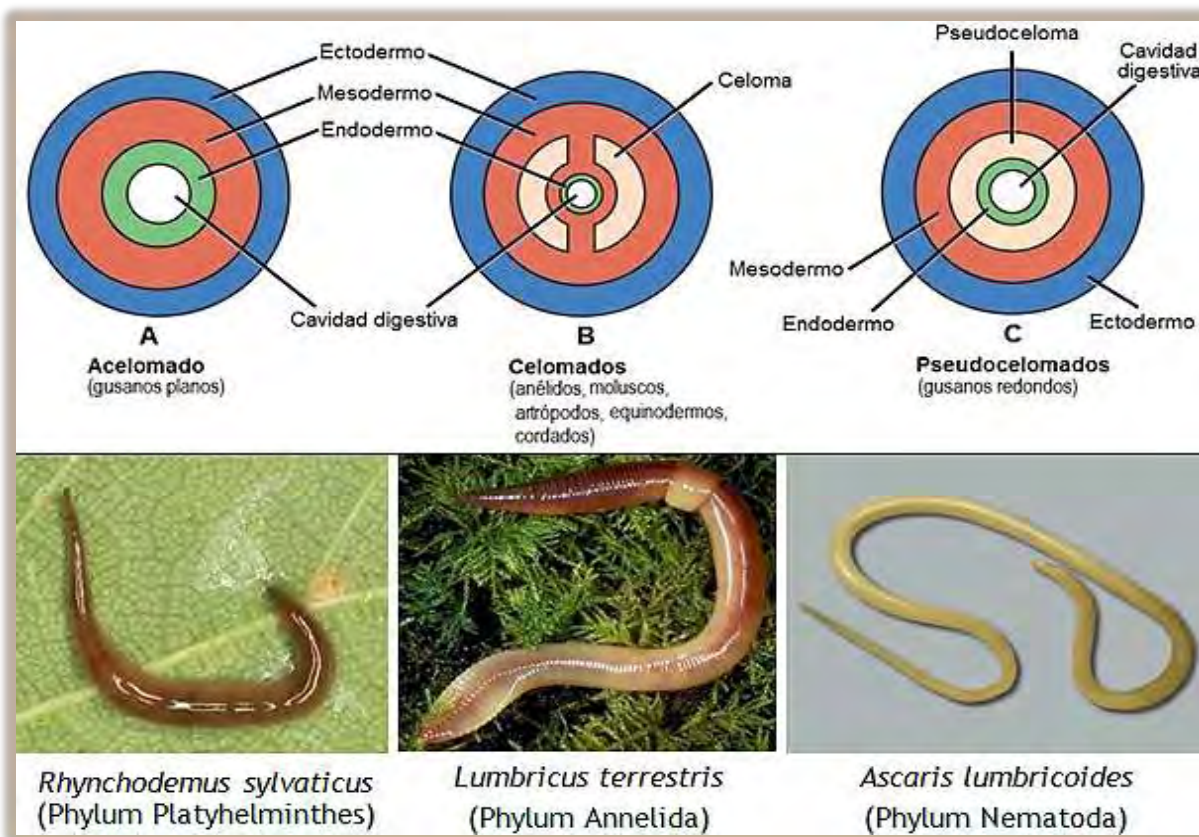 Ectodermo
Mesodermo
Endodermo
Cavidad digestiva
Celoma
Pseudoceloma
Cavidad
digestiva
Mesodermo
Endodermo
Ectodermo
A
Acelomado
(gusanos planos)
B
Celomados
(anélidos, moluscos,
artrópodos, equinodermos,
cordados)
C
Pseudocelomados
(gusanos redondos)
Rhynchodemus sylvaticus
(Phylum Platyhelminthes)
Lumbricus terrestris
(Phylum Annelida)
Ascaris lumbricoides
(Phylum Nematoda)